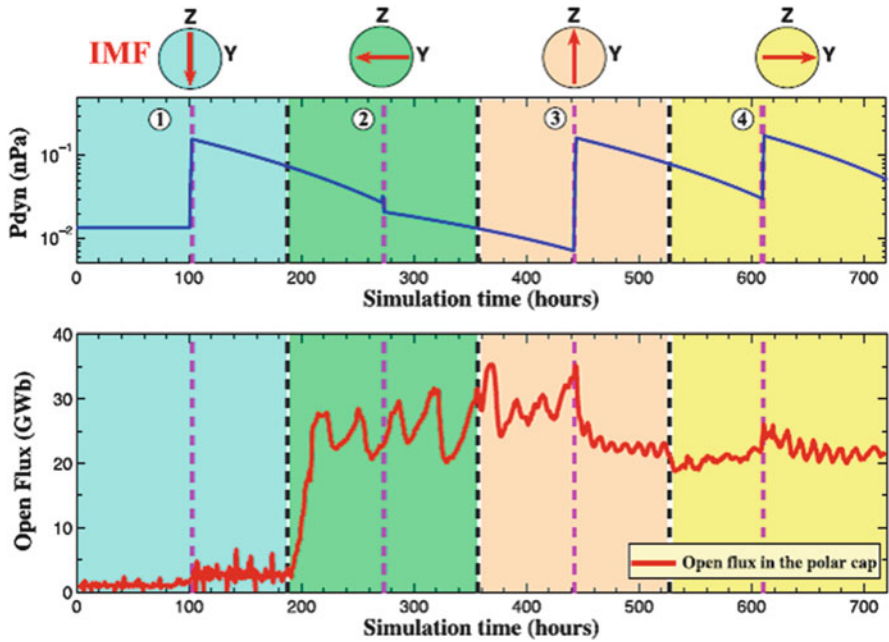 Z Z Z Z
IMF Y Y Y Y
1 2 3 4
Pdyn (nPa)
10⁻¹
10⁻²
0 100 200 300 400 500 600 700
Simulation time (hours)
Open Flux (GWb)
40
30
20
10
0
Open flux in the polar cap
0 100 200 300 400 500 600 700
Simulation time (hours)